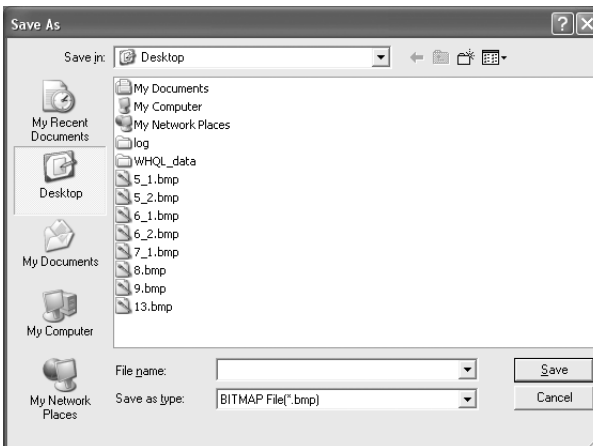 Save As
Save in: Desktop
My Recent
Documents
Desktop
My Documents
My Computer
My Network
Places
My Documents
My Computer
My Network Places
log
WHQL_data
5_1.bmp
5_2.bmp
6_1.bmp
6_2.bmp
7_1.bmp
8.bmp
9.bmp
13.bmp
File name:
Save
Save as type: BITMAP File(*.bmp)
Cancel